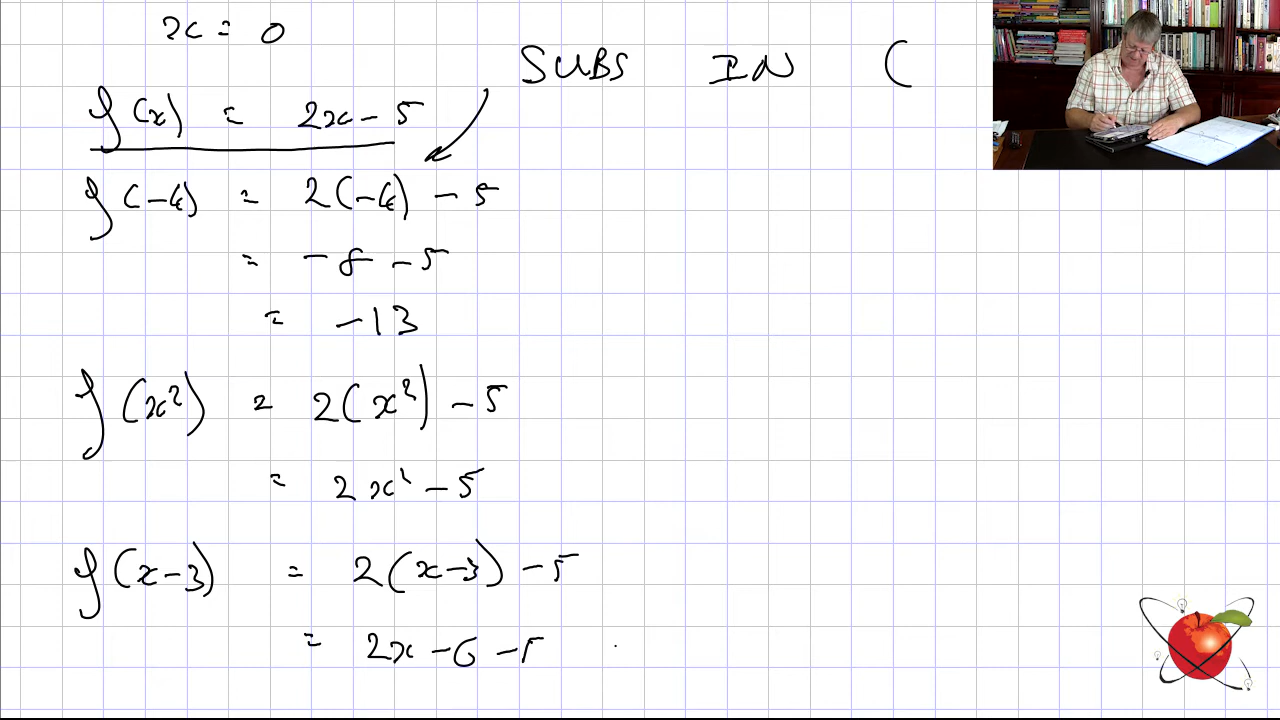 x = 0
SUBS IN (
f(x) = 2x - 5
f(-4) = 2(-4) - 5
= -8 - 5
= -13
f(x²) = 2(x²) - 5
= 2x² - 5
f(x-3) = 2(x-3) - 5
= 2x - 6 - 5